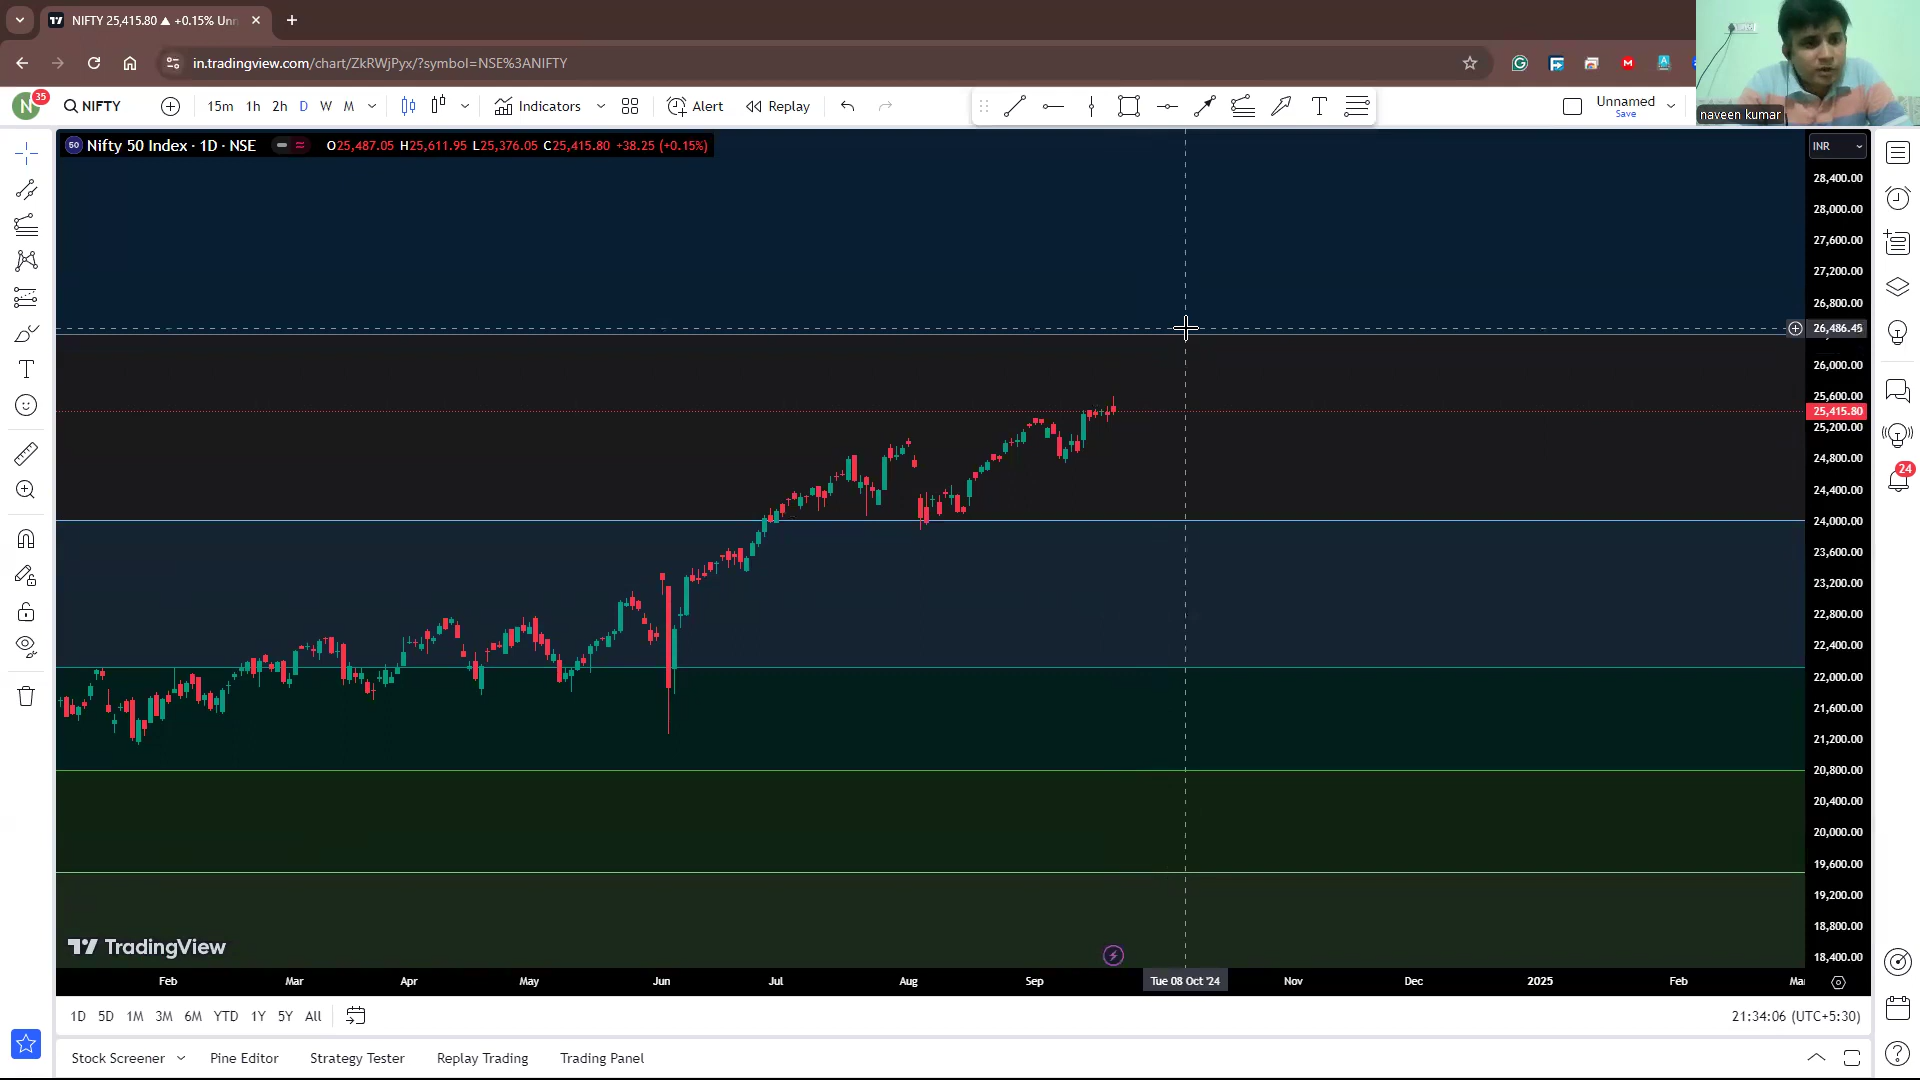 NIFTY 25,415.80 ▲ +0.15% Unn
in.tradingview.com/chart/ZkRWjPyx/?symbol=NSE%3ANIFTY
naveen kumar
N 35 NIFTY 15m 1h 2h D W M Indicators Alert Replay T Unnamed
Save
50 Nifty 50 Index · 1D · NSE O25,487.05 H25,611.95 L25,376.05 C25,415.80 +38.25 (+0.15%)
INR
28,400.00
28,000.00
27,600.00
27,200.00
26,800.00
26,486.45
26,000.00
25,600.00
25,415.80
25,200.00
24,800.00
24,400.00
24
24,000.00
23,600.00
23,200.00
22,800.00
22,400.00
22,000.00
21,600.00
21,200.00
20,800.00
20,400.00
20,000.00
19,600.00
19,200.00
18,800.00
18,400.00
TradingView
Feb Mar Apr May Jun Jul Aug Sep Tue 08 Oct '24 Nov Dec 2025 Feb Mar
1D 5D 1M 3M 6M YTD 1Y 5Y All 21:34:06 (UTC+5:30)
Stock Screener Pine Editor Strategy Tester Replay Trading Trading Panel